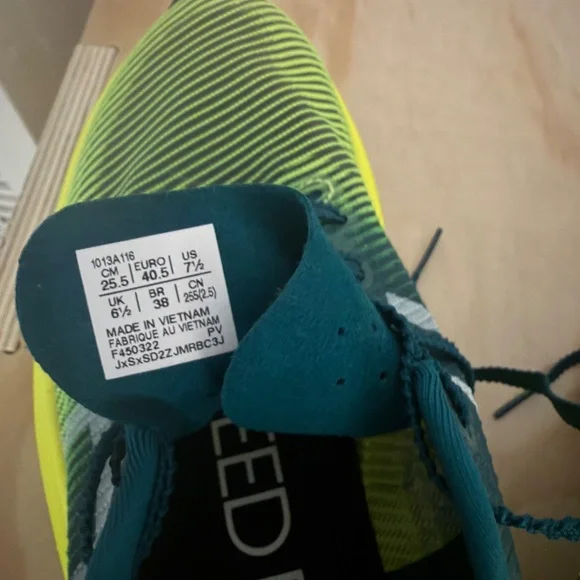 1013A116
CM EURO US
25.5 40.5 7½
UK BR CN
6½ 38 255(2.5)
MADE IN VIETNAM
FABRIQUE AU VIETNAM
F450322 PV
JxSxSD2ZJMRBC3J
EED